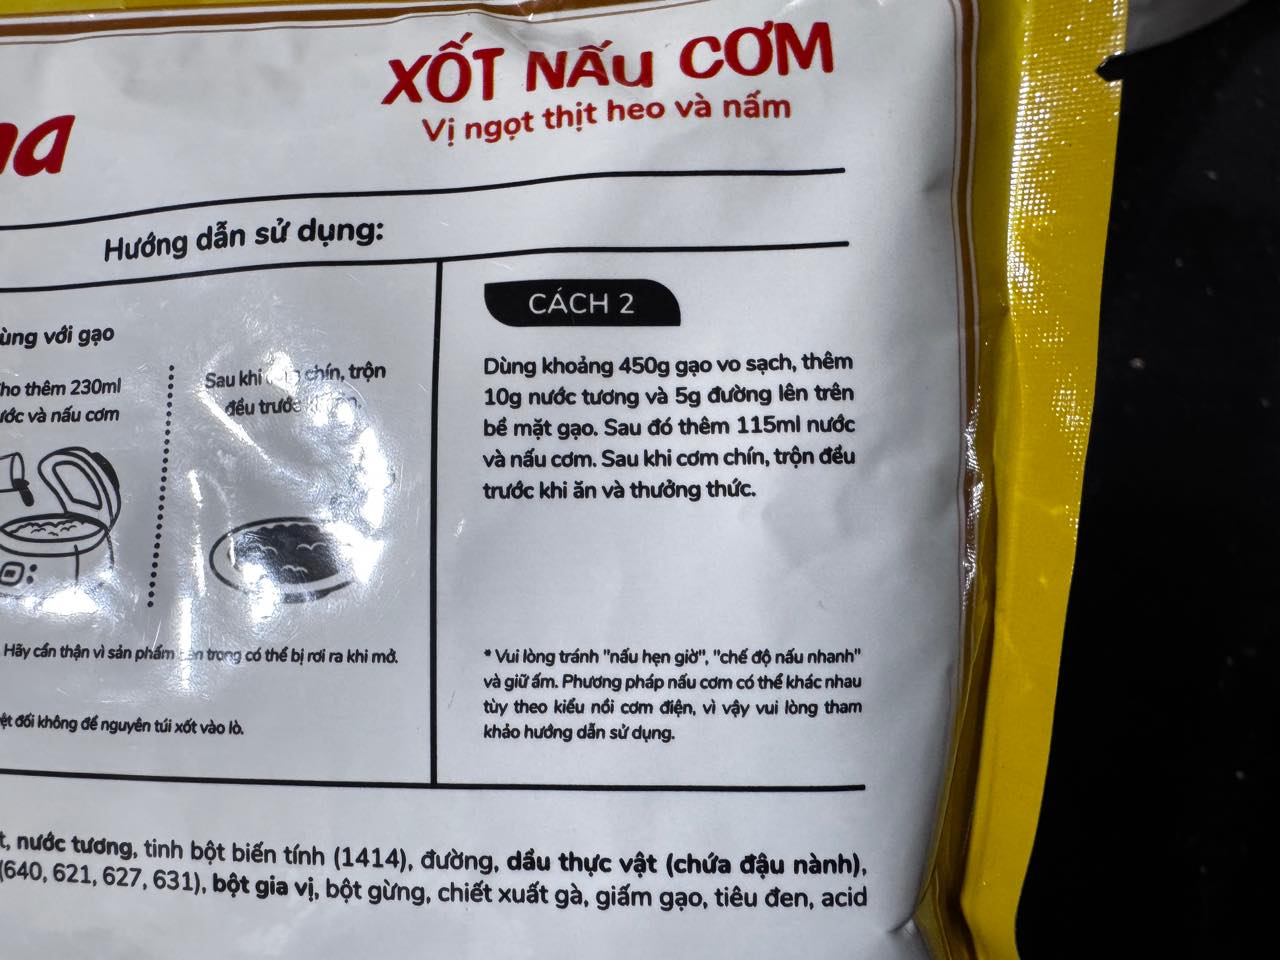 XỐT NẤU CƠM
Vị ngọt thịt heo và nấm
na
Hướng dẫn sử dụng:
ùng với gạo
ho thêm 230ml
ước và nấu cơm
Sau khi chín, trộn
đều trước
CÁCH 2
Dùng khoảng 450g gạo vo sạch, thêm
10g nước tương và 5g đường lên trên
bề mặt gạo. Sau đó thêm 115ml nước
và nấu cơm. Sau khi cơm chín, trộn đều
trước khi ăn và thưởng thức.
Hãy cẩn thận vì sản phẩm bên trong có thể bị rơi ra khi mở.
ệt đối không để nguyên túi xốt vào lò.
* Vui lòng tránh "nấu hẹn giờ", "chế độ nấu nhanh"
và giữ ấm. Phương pháp nấu cơm có thể khác nhau
tùy theo kiểu nồi cơm điện, vì vậy vui lòng tham
khảo hướng dẫn sử dụng.
t, nước tương, tinh bột biến tính (1414), đường, dầu thực vật (chứa đậu nành),
(640, 621, 627, 631), bột gia vị, bột gừng, chiết xuất gà, giấm gạo, tiêu đen, acid